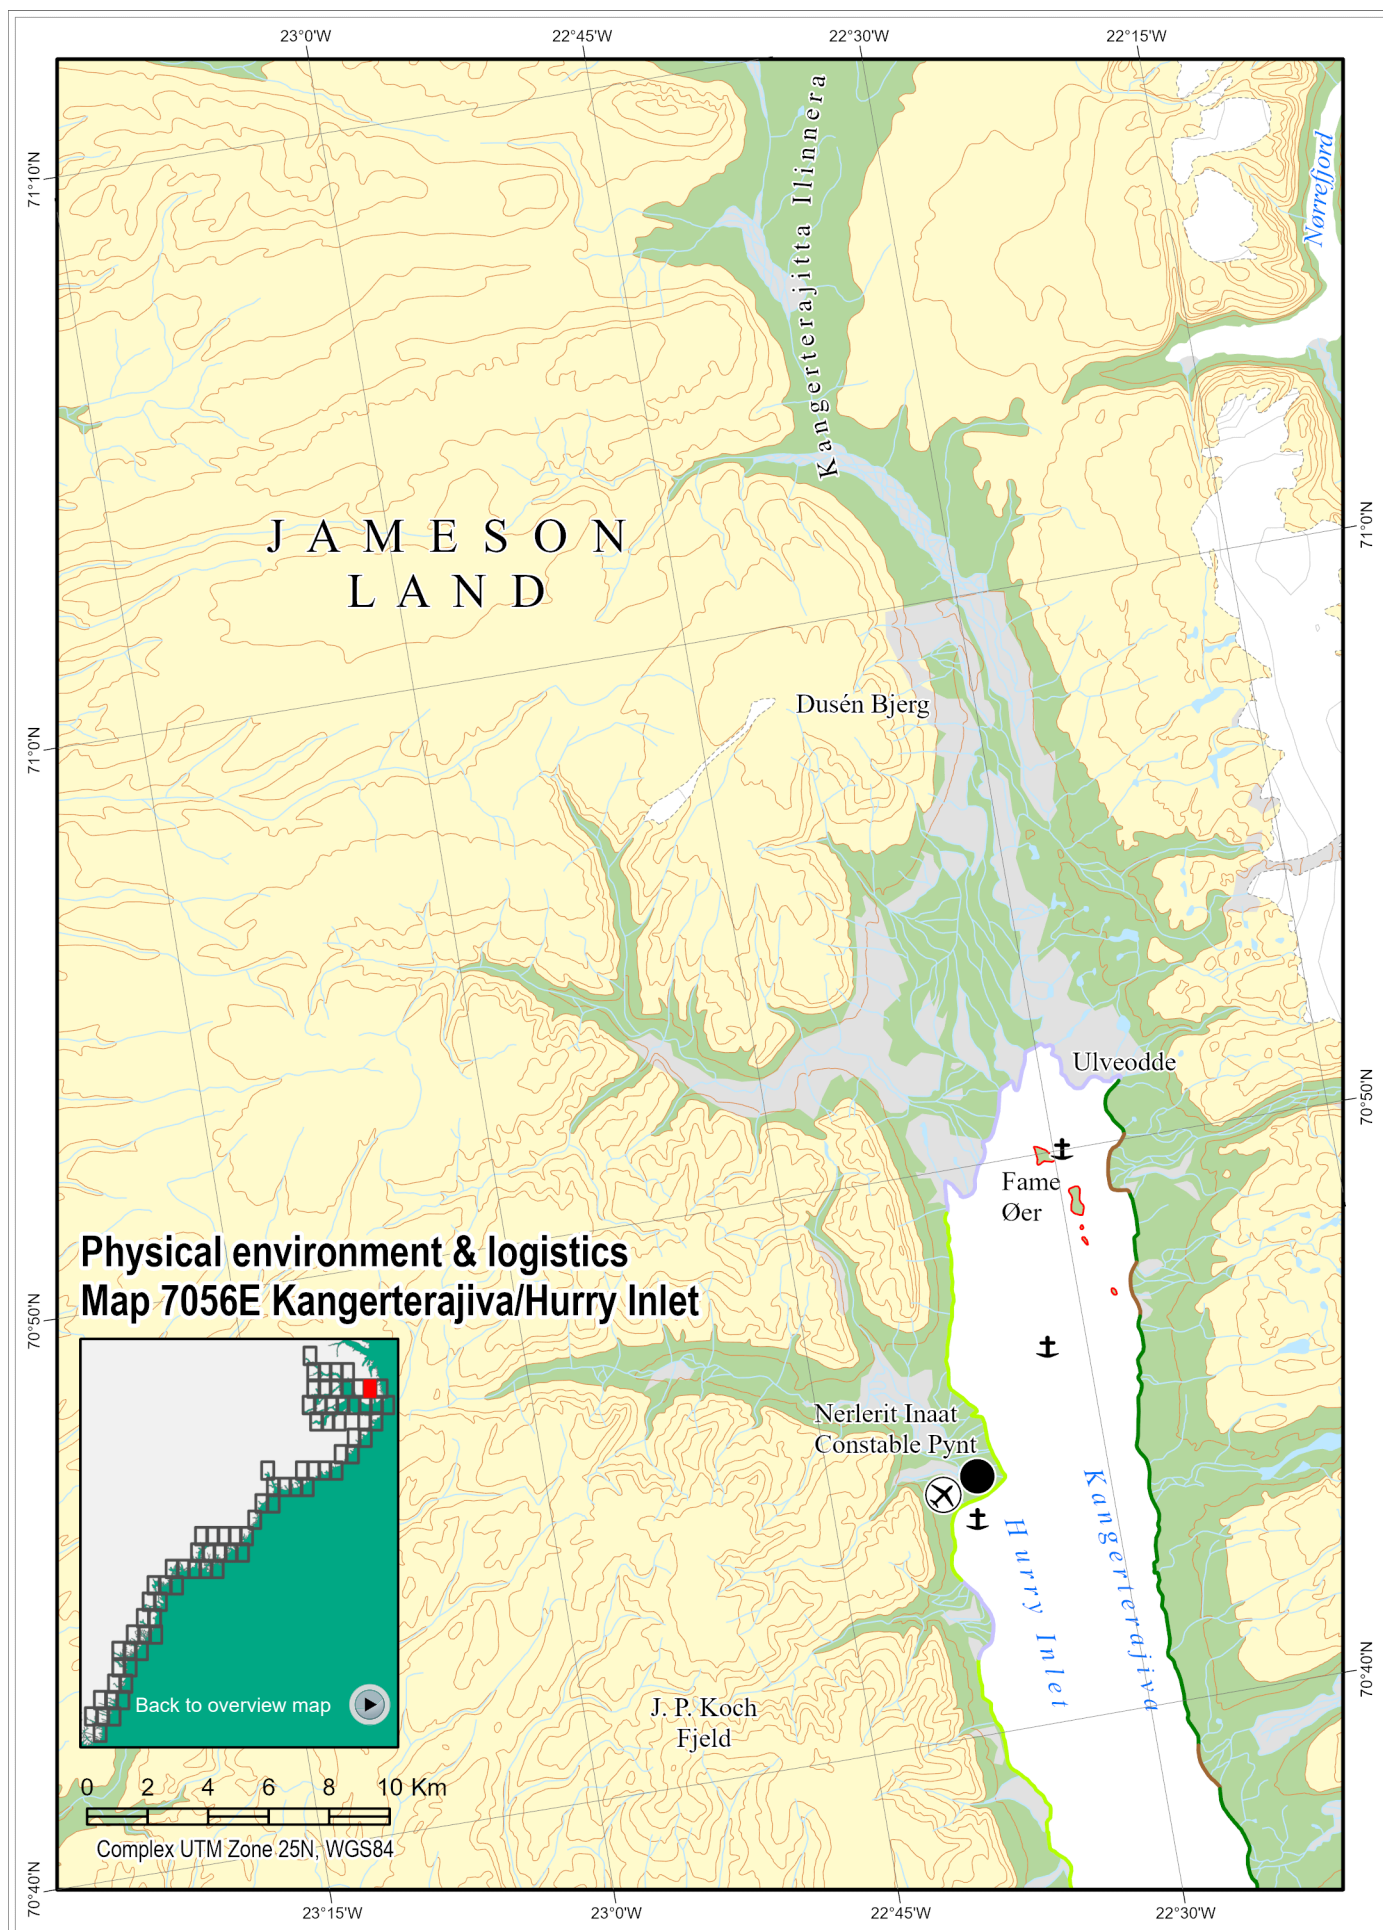 23°0'W
22°45'W
22°30'W
22°15'W
71°10'N
Kangerterajitta Ilinnera
Nørrefjord
JAMESON
LAND
71°0'N
Dusén Bjerg
71°0'N
Ulveodde
70°50'N
Fame
Øer
Physical environment & logistics
Map 7056E Kangerterajiva/Hurry Inlet
70°50'N
Nerlerit Inaat
Constable Pynt
Hurry Inlet
Kangerterajiva
70°40'N
Back to overview map
J. P. Koch
Fjeld
0 2 4 6 8 10 Km
Complex UTM Zone 25N, WGS84
70°40'N
23°15'W
23°0'W
22°45'W
22°30'W